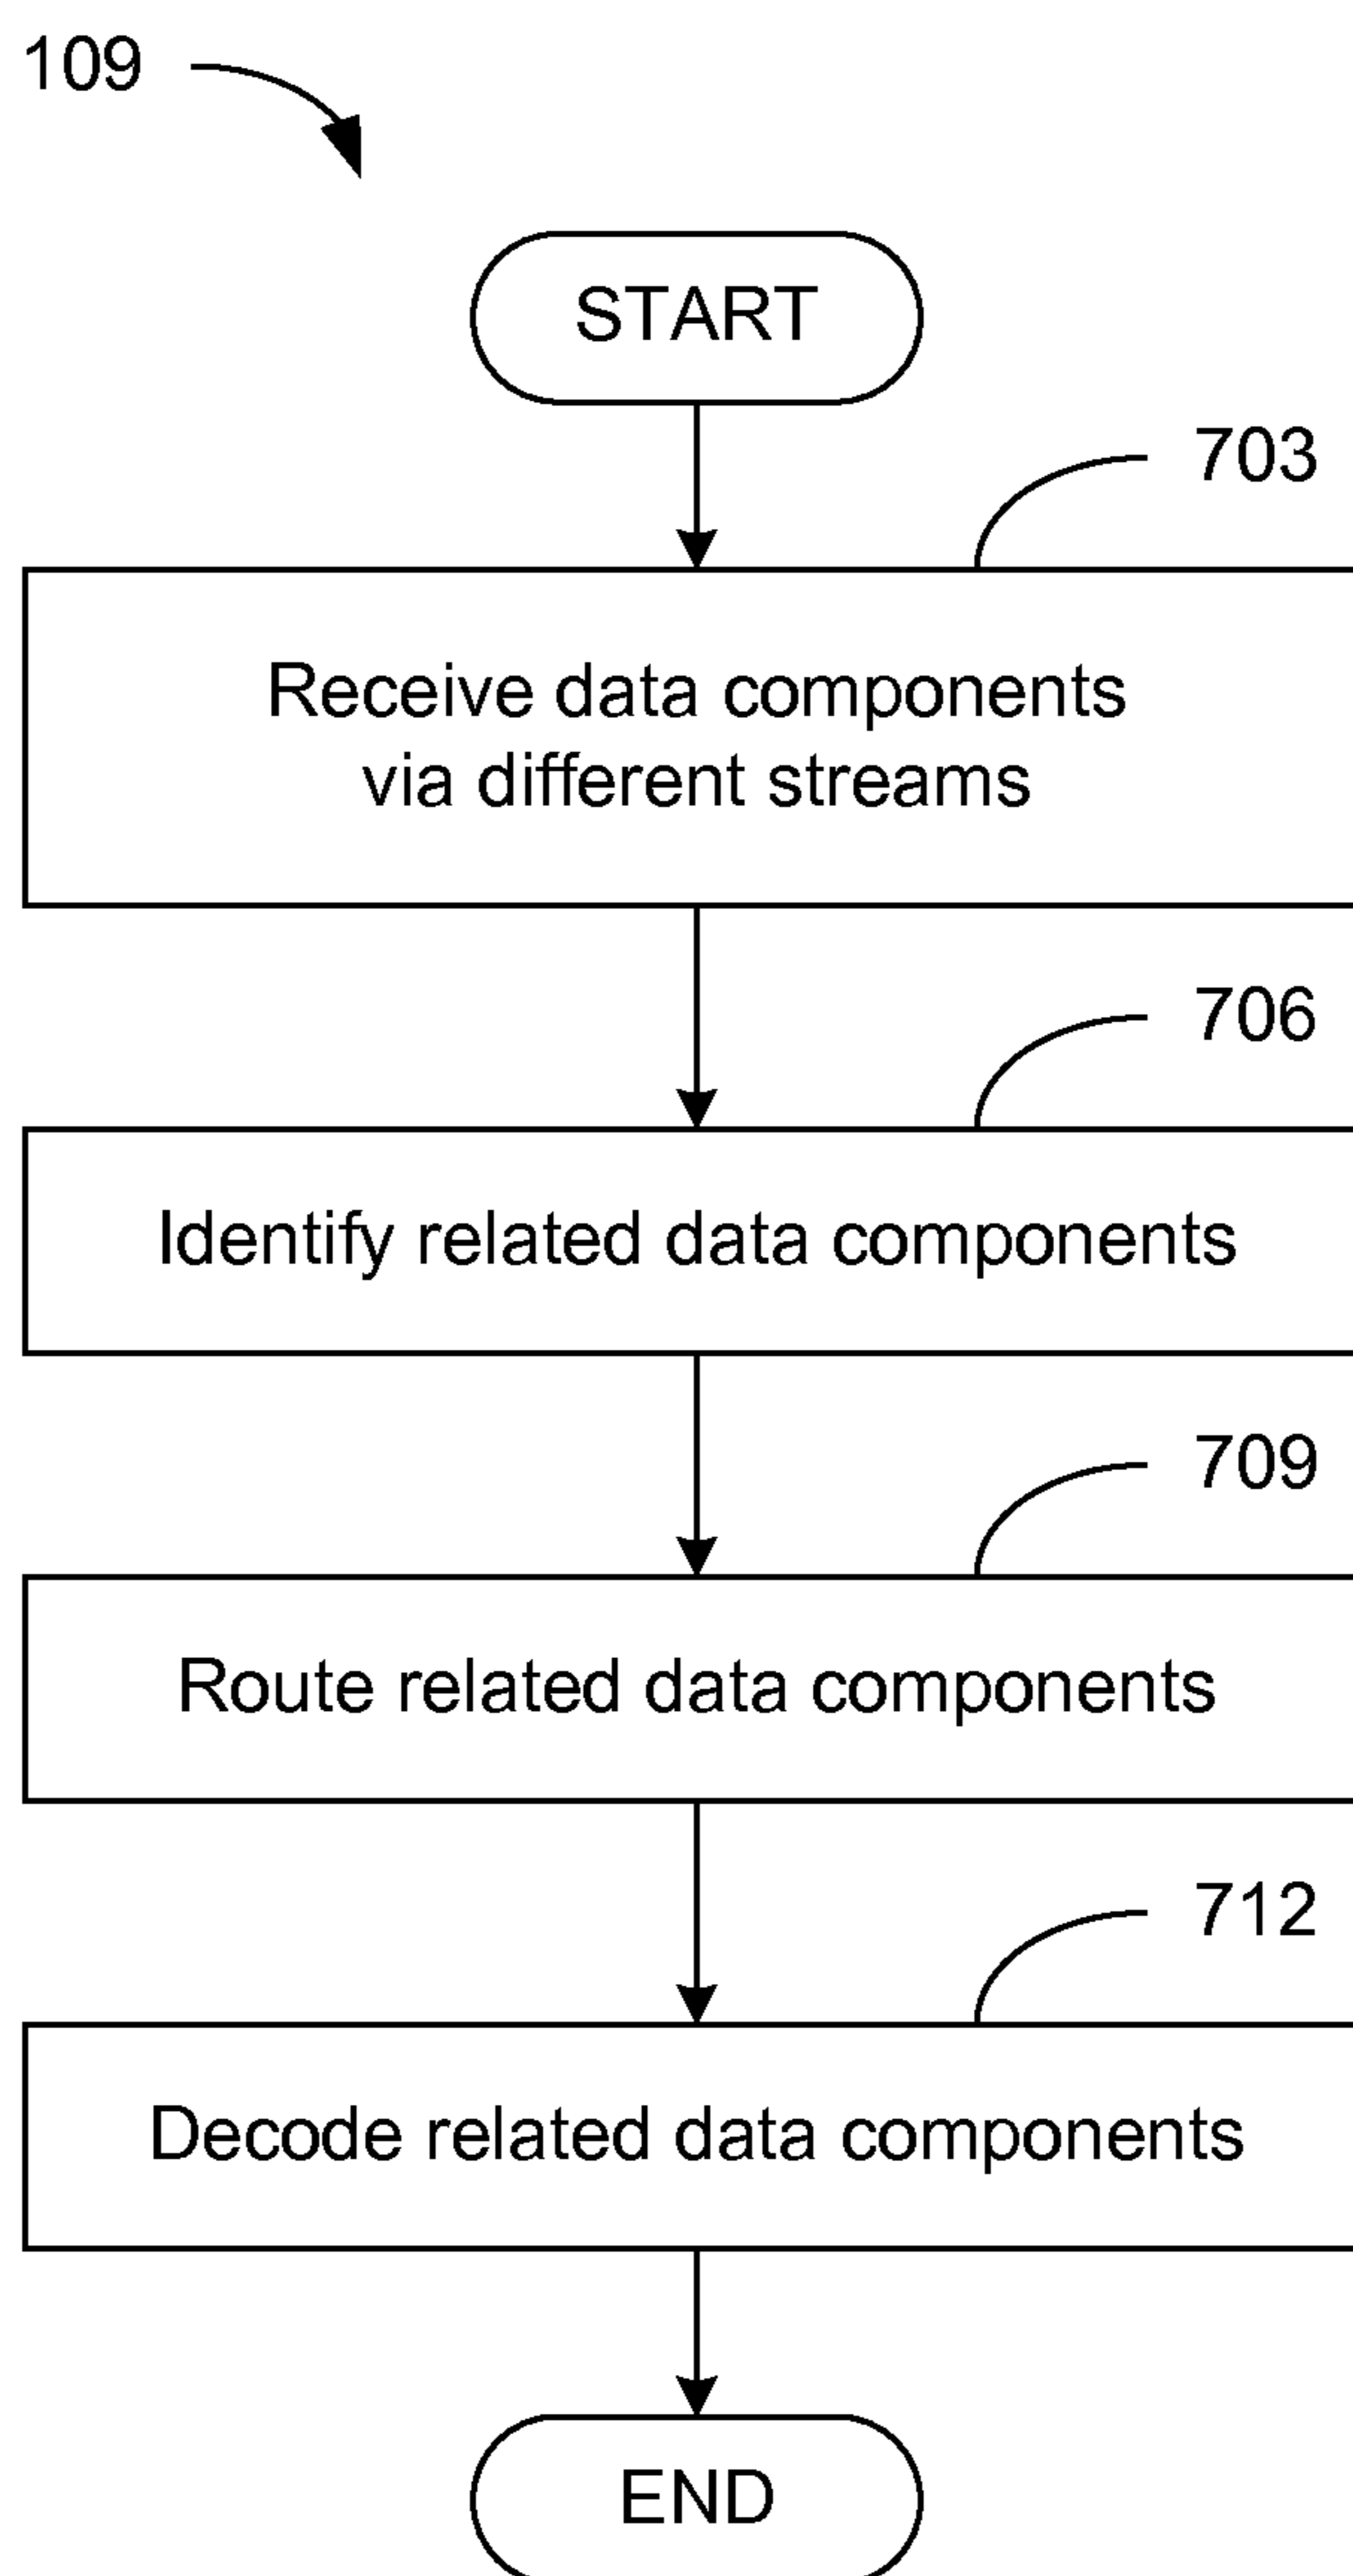 109
START
703
Receive data components
via different streams
706
Identify related data components
709
Route related data components
712
Decode related data components
END